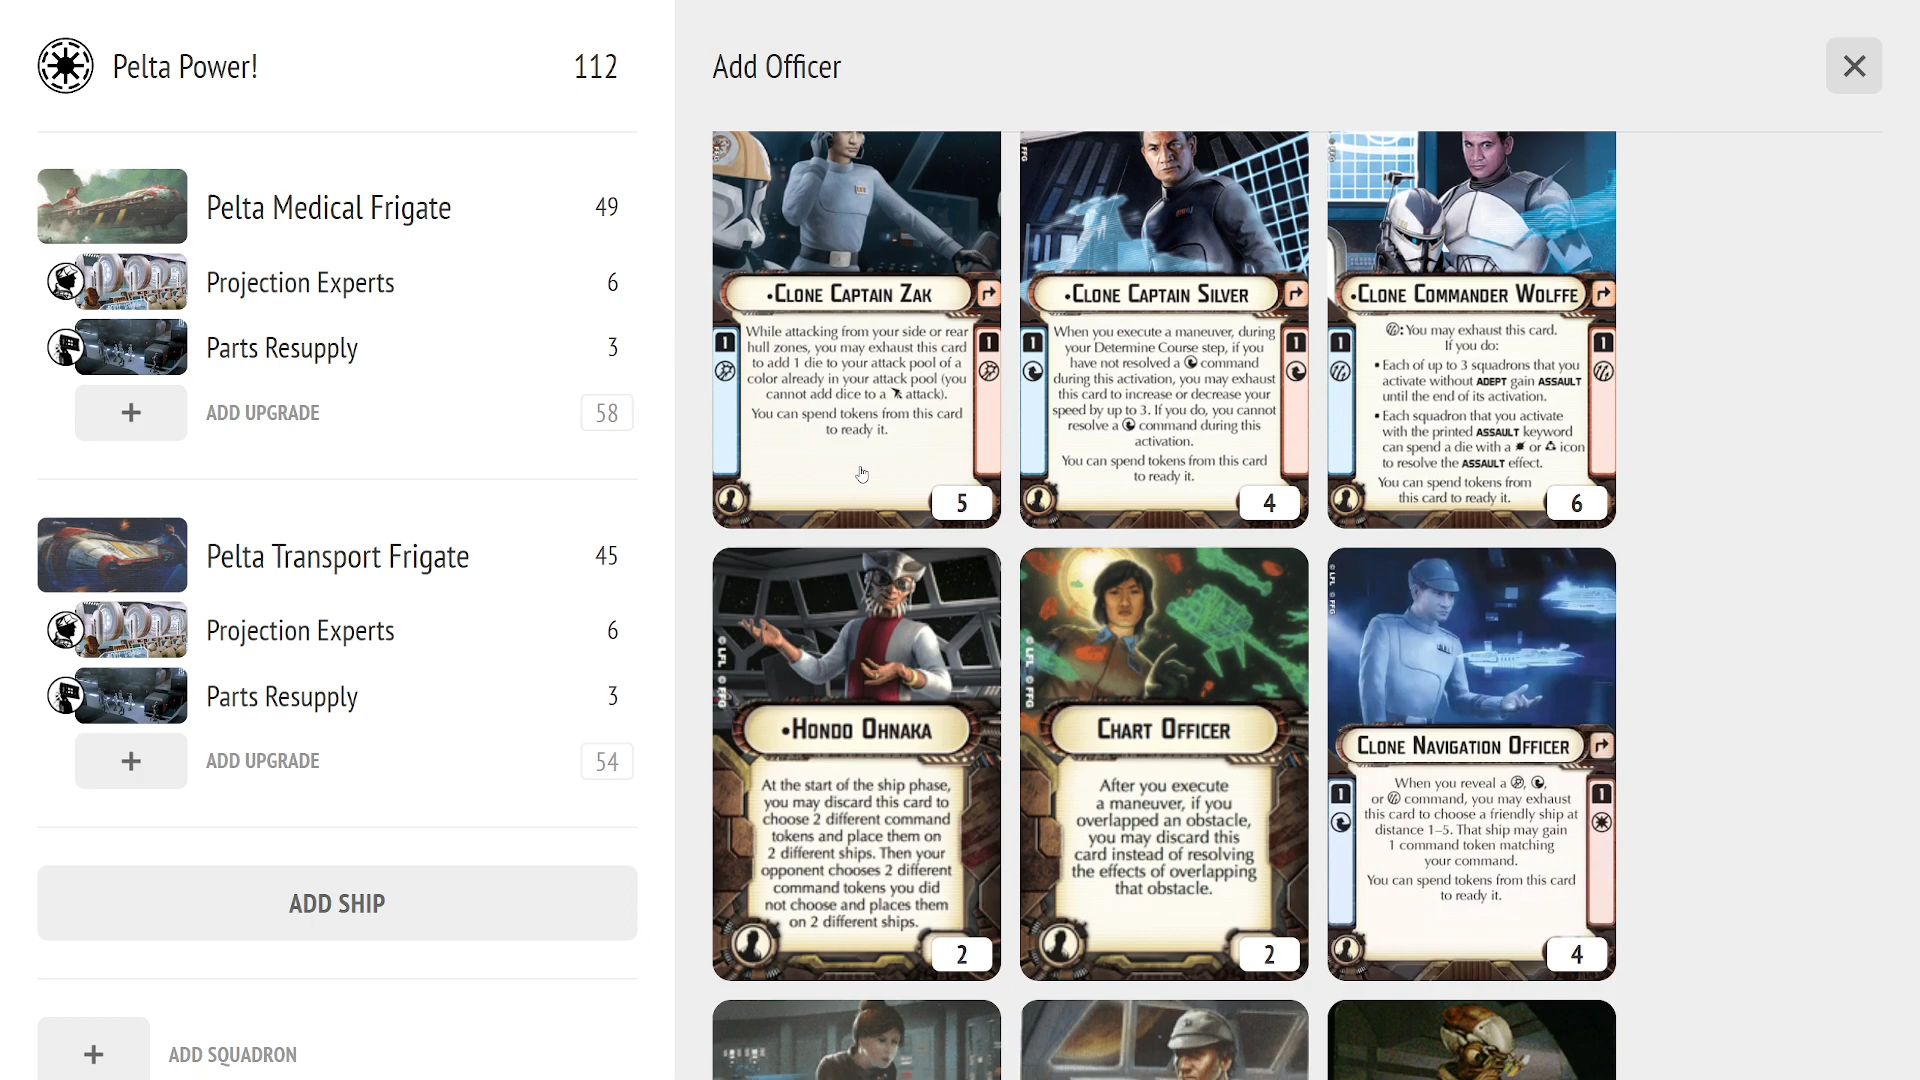 Pelta Power!
112
Pelta Medical Frigate
49
Projection Experts
6
Parts Resupply
3
+
ADD UPGRADE
58
Pelta Transport Frigate
45
Projection Experts
6
Parts Resupply
3
+
ADD UPGRADE
54
ADD SHIP
+
ADD SQUADRON
Add Officer
•CLONE CAPTAIN ZAK
1
1
While attacking from your side or rear
hull zones, you may exhaust this card
to add 1 die to your attack pool of a
color already in your attack pool (you
cannot add dice to a attack).
You can spend tokens from this card
to ready it.
5
FFG
•CLONE CAPTAIN SILVER
1
1
When you execute a maneuver, during
your Determine Course step, if you
have not resolved a command
during this activation, you may exhaust
this card to increase or decrease your
speed by up to 3. If you do, you cannot
resolve a command during this
activation.
You can spend tokens from this card
to ready it.
4
•CLONE COMMANDER WOLFFE
1
1
: You may exhaust this card.
If you do:
• Each of up to 3 squadrons that you
activate without ADEPT gain ASSAULT
until the end of its activation.
• Each squadron that you activate
with the printed ASSAULT keyword
can spend a die with a or icon
to resolve the ASSAULT effect.
You can spend tokens from
this card to ready it.
6
© LFL © FFG
•HONDO OHNAKA
At the start of the ship phase,
you may discard this card to
choose 2 different command
tokens and place them on
2 different ships. Then your
opponent chooses 2 different
command tokens you did
not choose and places them
on 2 different ships.
2
© LFL © FFG
CHART OFFICER
After you execute
a maneuver, if you
overlapped an obstacle,
you may discard this
card instead of resolving
the effects of overlapping
that obstacle.
2
© LFL © FFG
CLONE NAVIGATION OFFICER
1
1
When you reveal a , ,
or command, you may exhaust
this card to choose a friendly ship at
distance 1–5. That ship may gain
1 command token matching
your command.
You can spend tokens from this card
to ready it.
4